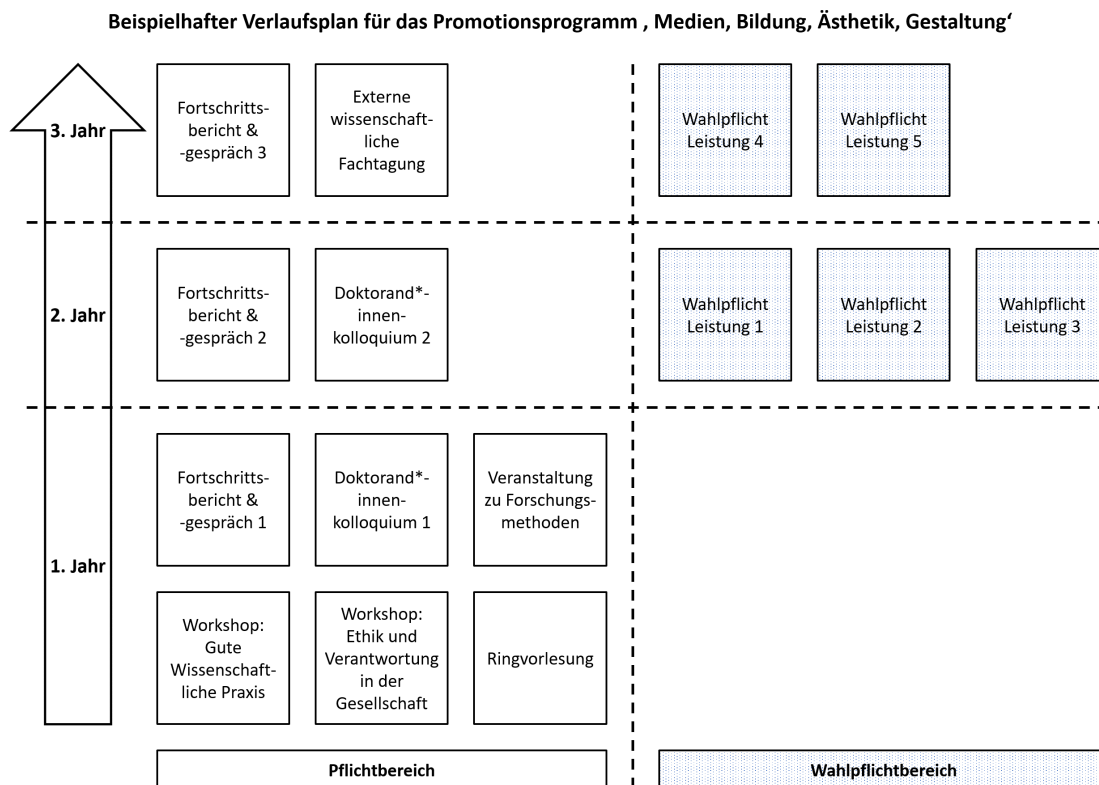 Beispielhafter Verlaufsplan für das Promotionsprogramm ‚ Medien, Bildung, Ästhetik, Gestaltung‘
3. Jahr
Fortschritts-
bericht &
-gespräch 3
Externe
wissenschaft-
liche
Fachtagung
Wahlpflicht
Leistung 4
Wahlpflicht
Leistung 5
2. Jahr
Fortschritts-
bericht &
-gespräch 2
Doktorand*-
innen-
kolloquium 2
Wahlpflicht
Leistung 1
Wahlpflicht
Leistung 2
Wahlpflicht
Leistung 3
1. Jahr
Fortschritts-
bericht &
-gespräch 1
Doktorand*-
innen-
kolloquium 1
Veranstaltung
zu Forschungs-
methoden
Workshop:
Gute
Wissenschaft-
liche Praxis
Workshop:
Ethik und
Verantwortung
in der
Gesellschaft
Ringvorlesung
Pflichtbereich
Wahlpflichtbereich